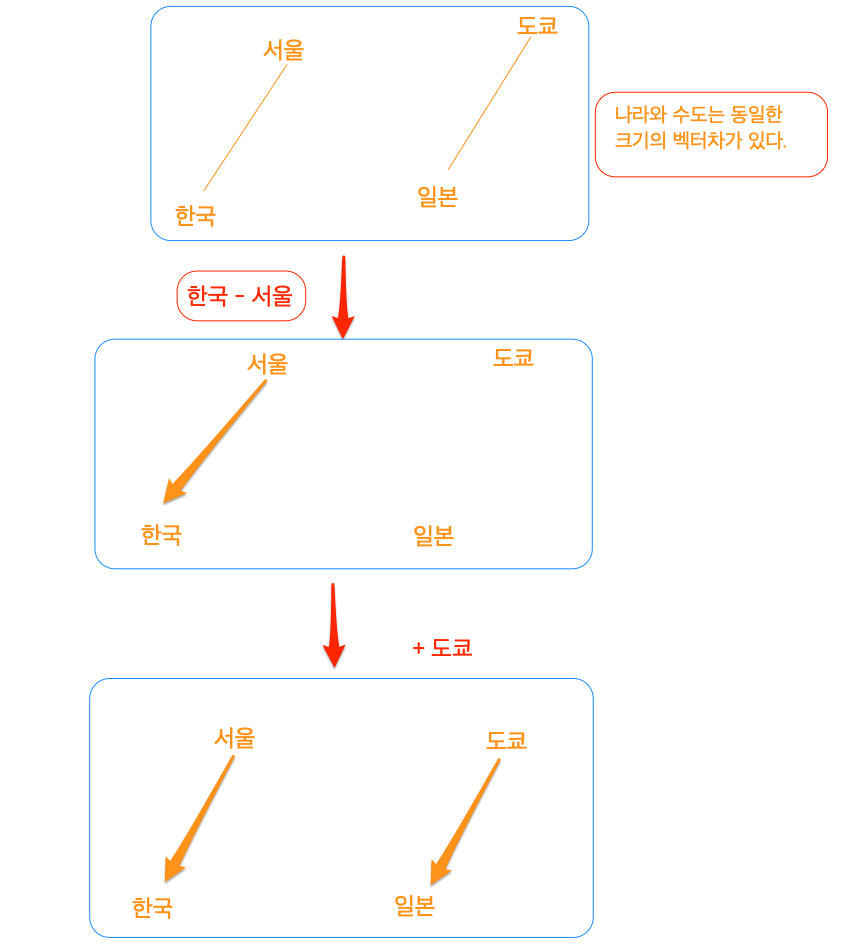 도쿄
서울
나라와 수도는 동일한
크기의 벡터차가 있다.
일본
한국
한국 - 서울
서울
도쿄
한국
일본
+ 도쿄
서울
도쿄
한국
일본